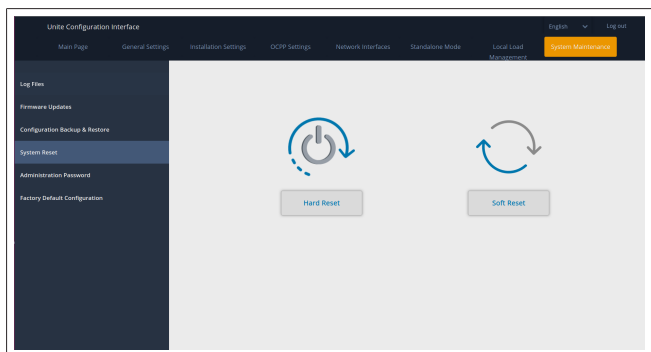 Unite Configuration Interface
English
Log out
Main Page
General Settings
Installation Settings
OCPP Settings
Network Interfaces
Standalone Mode
Local Load
Management
System Maintenance
Log Files
Firmware Updates
Configuration Backup & Restore
System Reset
Administration Password
Factory Default Configuration
Hard Reset
Soft Reset